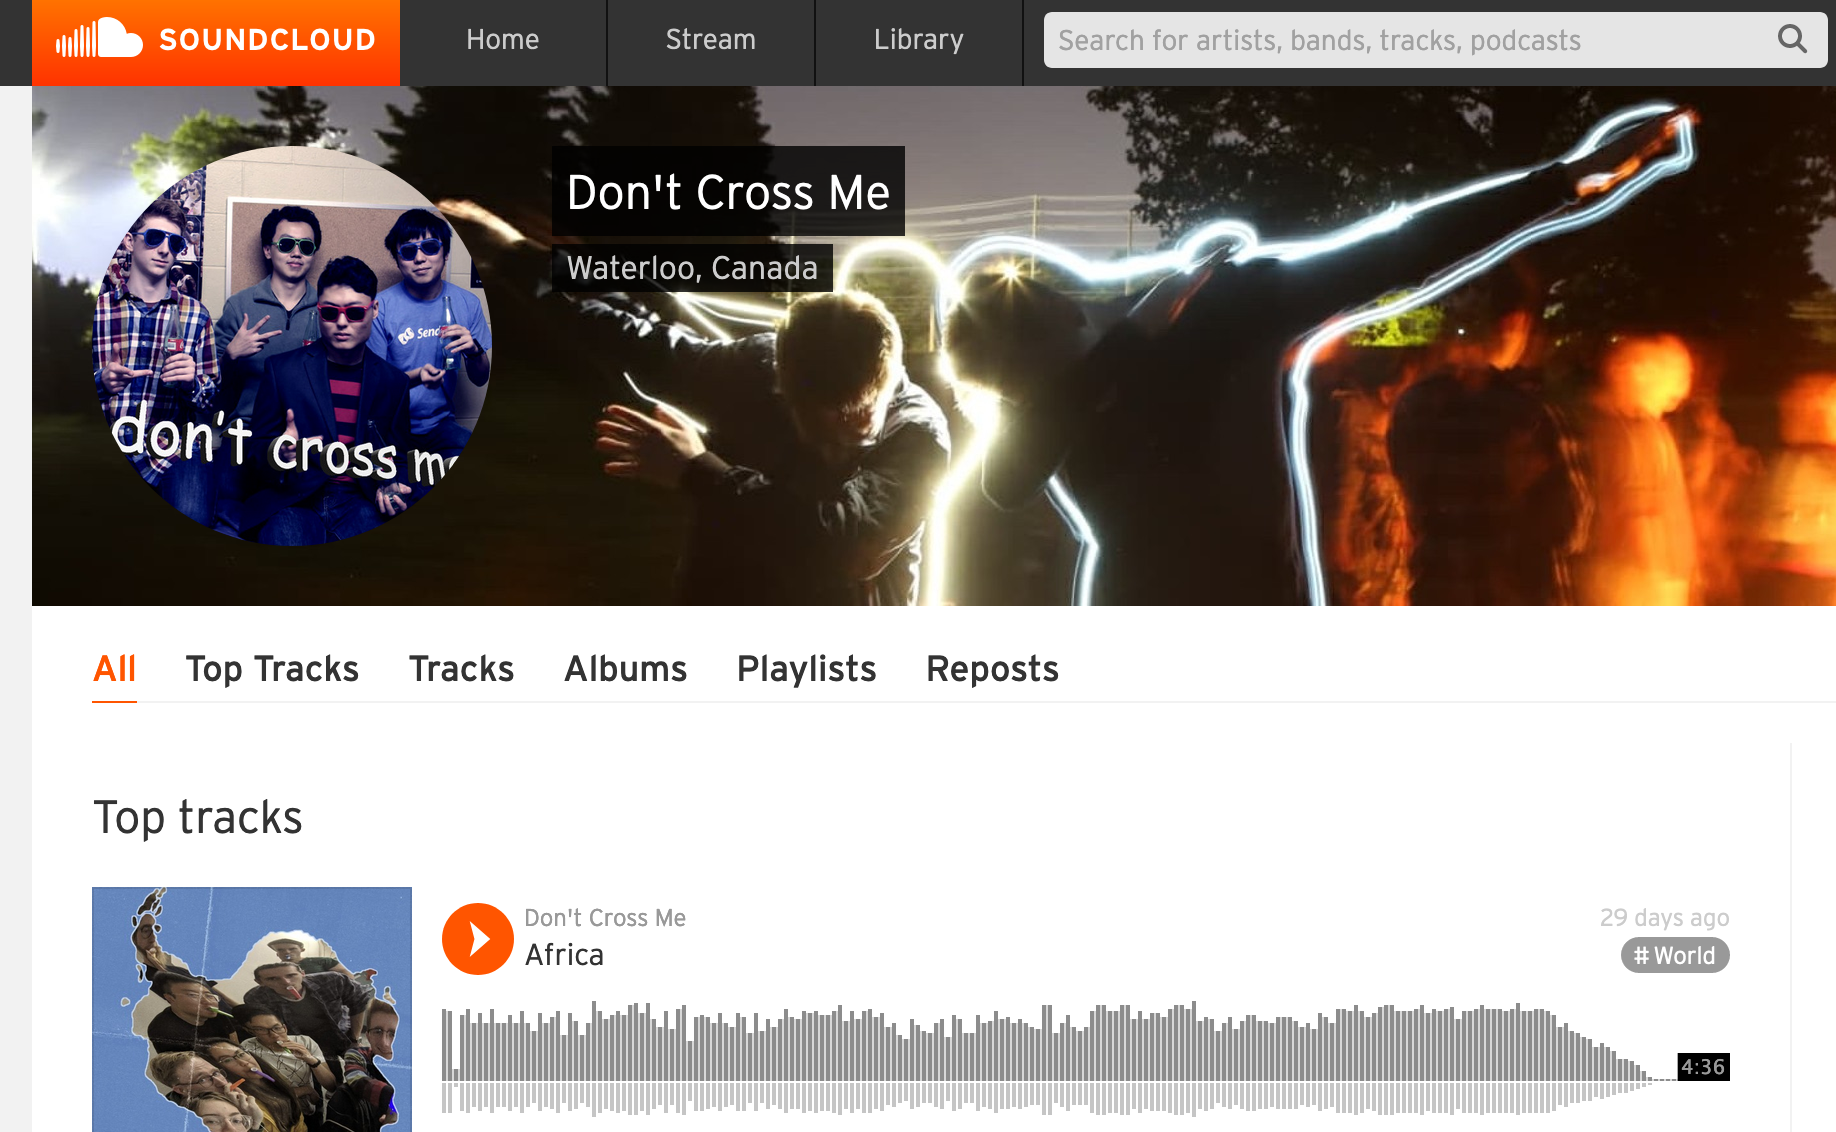 SOUNDCLOUD
Home
Stream
Library
Search for artists, bands, tracks, podcasts
Don't Cross Me
Waterloo, Canada
Send
don't cross me
All
Top Tracks
Tracks
Albums
Playlists
Reposts
Top tracks
Don't Cross Me
29 days ago
Africa
# World
4:36